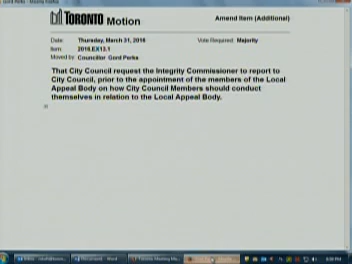 TORONTO Motion
Amend Item (Additional)
Date: Thursday, March 31, 2016
Vote Required: Majority
Item: 2016.EX13.1
Moved by: Councillor Gord Perks
That City Council request the Integrity Commissioner to report to
City Council, prior to the appointment of the members of the Local
Appeal Body on how City Council Members should conduct
themselves in relation to the Local Appeal Body.